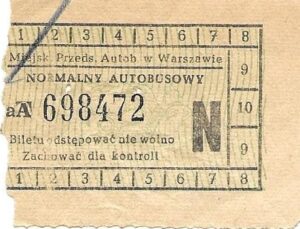 1 2 3 4 5 6 7 8
Miejsk. Przeds. Autob. w Warszawie
NORMALNY AUTOBUSOWY
aA 698472 N
Biletu odstępować nie wolno
Zachować dla kontroli
9
10
9
1 2 3 4 5 6 7 8